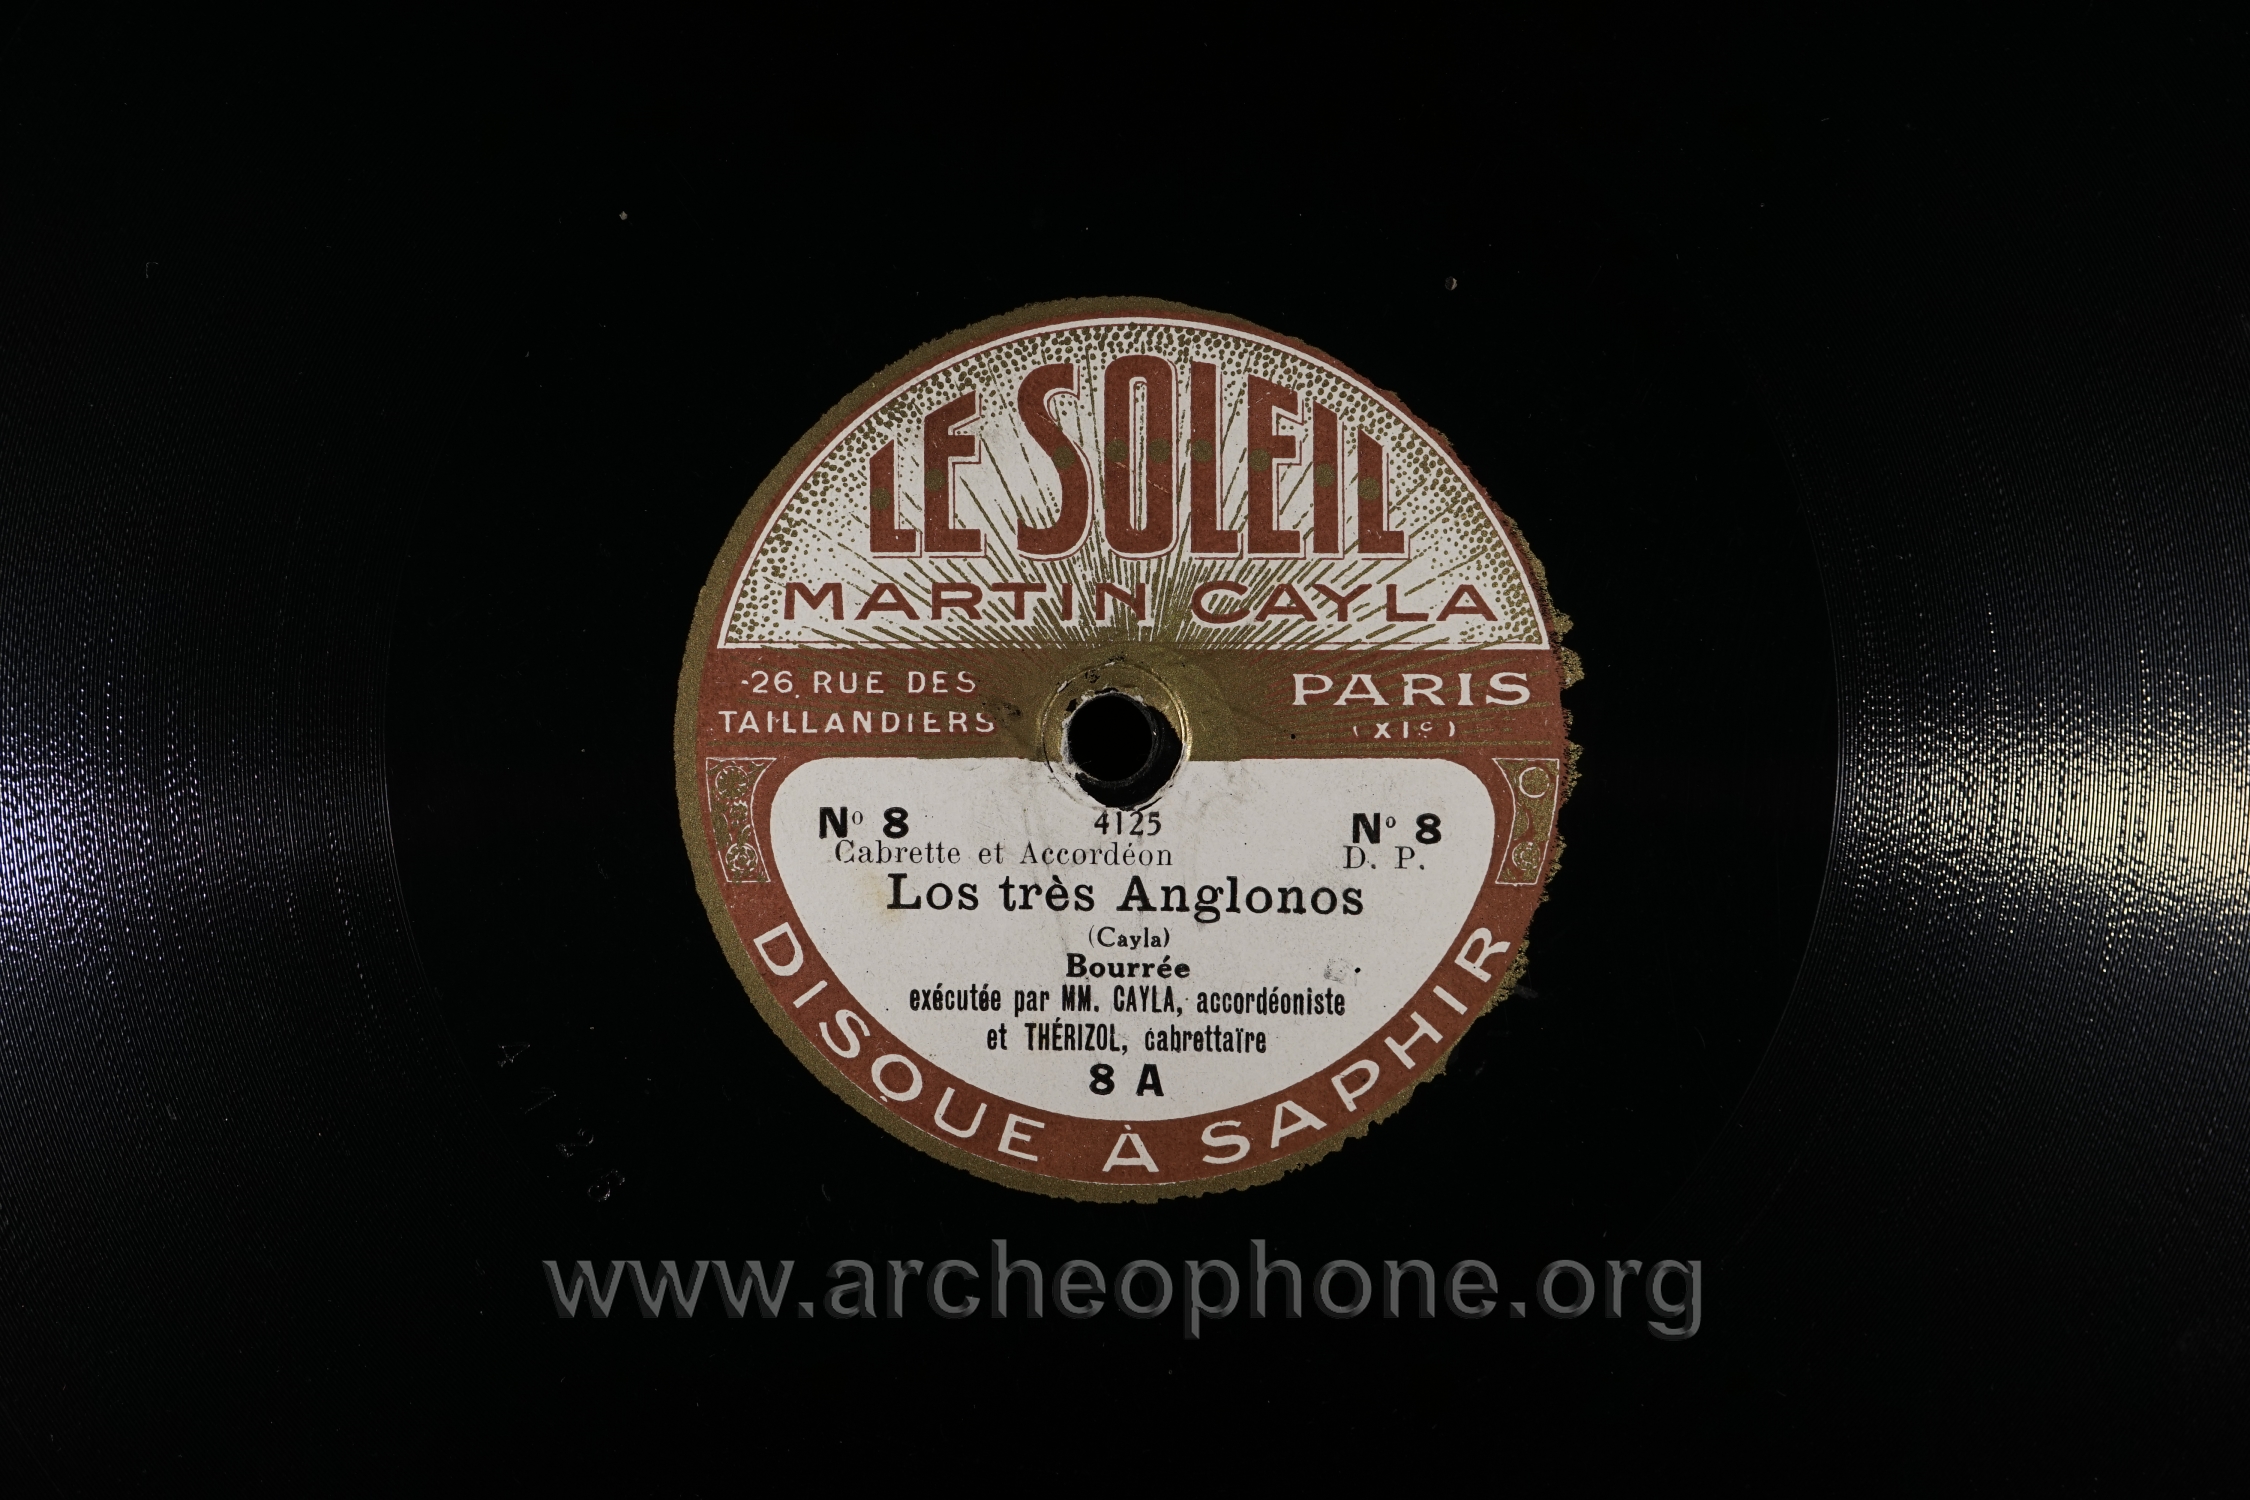 LE SOLEIL
MARTIN CAYLA
26, RUE DES
TAILLANDIERS
PARIS
(XIe)
No 8 4125 No 8
Cabrette et Accordéon D. P.
Los très Anglonos
(Cayla)
Bourrée
exécutée par MM. CAYLA, accordéoniste
et THÉRIZOL, cabrettaïre
8 A
DISQUE À SAPHIR
www.archeophone.org